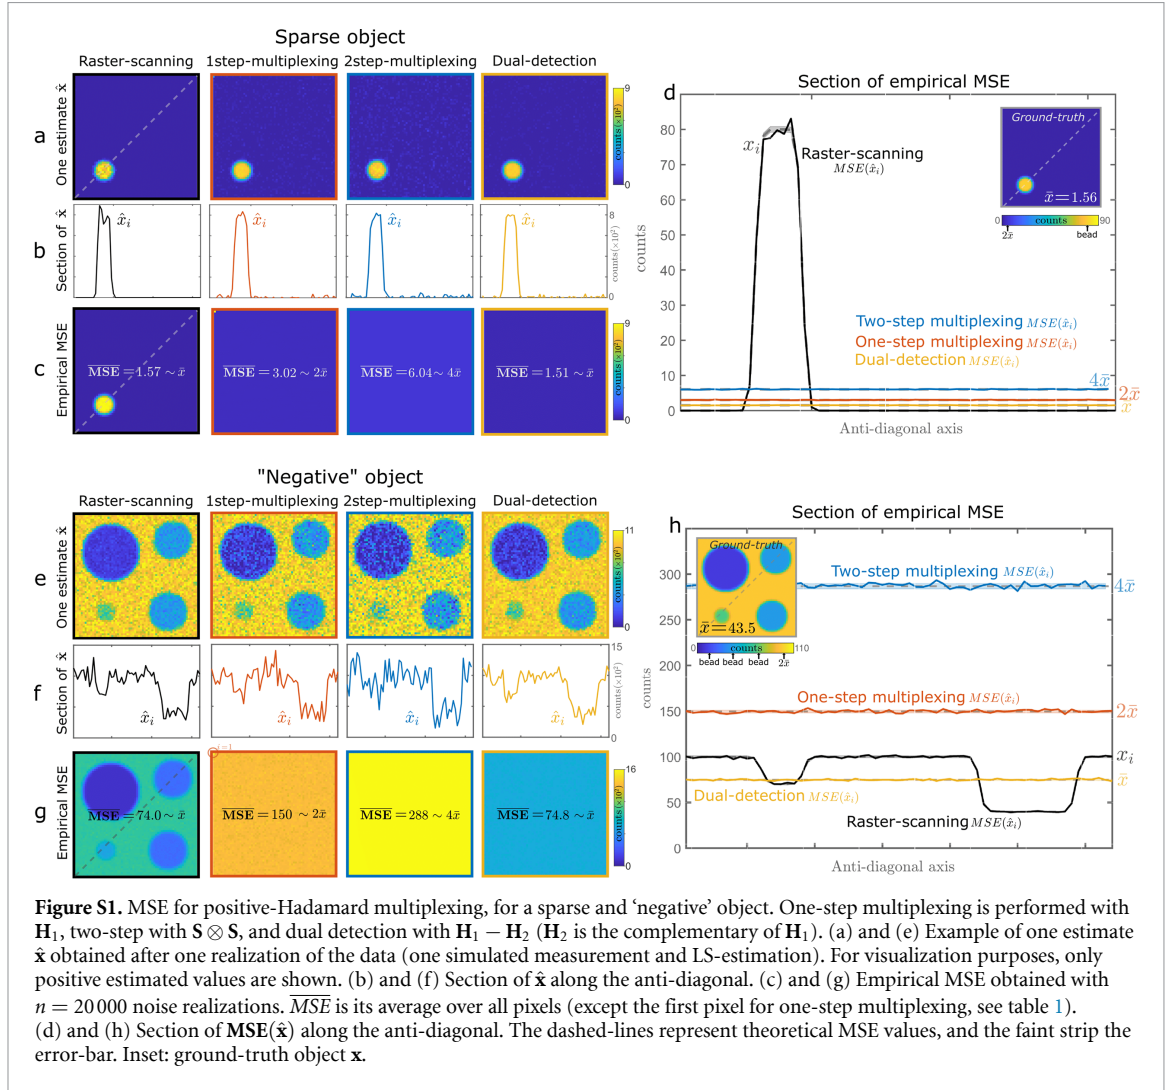 Sparse object
Raster-scanning 1step-multiplexing 2step-multiplexing Dual-detection
a
One estimate x̂
9
counts(×10²)
0
b
Section of x̂
x̂ᵢ x̂ᵢ x̂ᵢ x̂ᵢ
8
counts(×10²)
0
c
Empirical MSE
MSE = 1.57 ∼ x̄ MSE = 3.02 ∼ 2x̄ MSE = 6.04 ∼ 4x̄ MSE = 1.51 ∼ x̄
9
counts(×10²)
0
Section of empirical MSE
d
80
70
60
50
40
30
20
10
0
counts
xᵢ
Raster-scanning
MSE(x̂ᵢ)
Ground-truth
x̄ = 1.56
0 counts 90
2x̄ bead
Two-step multiplexing MSE(x̂ᵢ)
One-step multiplexing MSE(x̂ᵢ)
Dual-detection MSE(x̂ᵢ)
4x̄
2x̄
x̄
Anti-diagonal axis
"Negative" object
Raster-scanning 1step-multiplexing 2step-multiplexing Dual-detection
e
One estimate x̂
11
counts(×10²)
0
f
Section of x̂
x̂ᵢ x̂ᵢ x̂ᵢ x̂ᵢ
15
counts(×10²)
0
g
Empirical MSE
i=1
MSE = 74.0 ∼ x̄ MSE = 150 ∼ 2x̄ MSE = 288 ∼ 4x̄ MSE = 74.8 ∼ x̄
16
counts(×10²)
0
Section of empirical MSE
h
300
250
200
150
100
50
0
counts
Ground-truth
x̄ = 43.5
0 counts 110
bead bead bead 2x̄
Two-step multiplexing MSE(x̂ᵢ)
4x̄
One-step multiplexing MSE(x̂ᵢ)
2x̄
xᵢ
x̄
Dual-detection MSE(x̂ᵢ)
Raster-scanning MSE(x̂ᵢ)
Anti-diagonal axis
Figure S1. MSE for positive-Hadamard multiplexing, for a sparse and ‘negative’ object. One-step multiplexing is performed with
H₁, two-step with S ⊗ S, and dual detection with H₁ − H₂ (H₂ is the complementary of H₁). (a) and (e) Example of one estimate
x̂ obtained after one realization of the data (one simulated measurement and LS-estimation). For visualization purposes, only
positive estimated values are shown. (b) and (f) Section of x̂ along the anti-diagonal. (c) and (g) Empirical MSE obtained with
n = 20 000 noise realizations. MSE is its average over all pixels (except the first pixel for one-step multiplexing, see table 1).
(d) and (h) Section of MSE(x̂) along the anti-diagonal. The dashed-lines represent theoretical MSE values, and the faint strip the
error-bar. Inset: ground-truth object x.